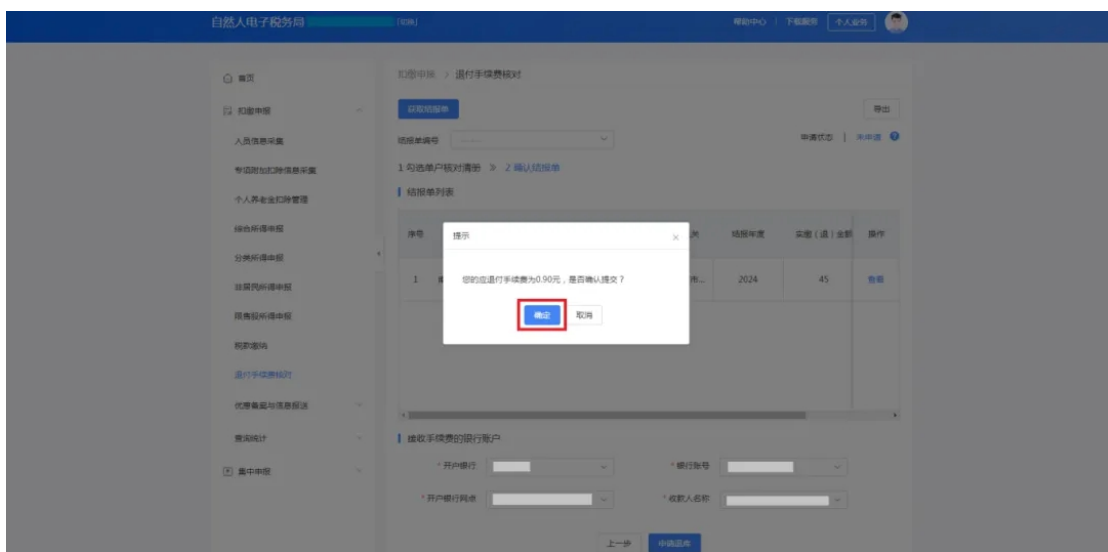 自然人电子税务局 【扣缴】 帮助中心 | 下载服务 个人业务
首页
扣缴申报
人员信息采集
专项附加扣除信息采集
个人养老金扣除管理
综合所得申报
分类所得申报
非居民所得申报
限售股所得申报
税款缴纳
退付手续费核对
优惠备案与信息报送
查询统计
集中申报
扣缴申报 > 退付手续费核对
获取结报单 导出
结报单编号 申请状态 | 未申请
1 勾选单户核对清册 » 2 确认结报单
结报单列表
序号 关 结报年度 实缴(退)金额 操作
1 市... 2024 45 查看
提示
您的应退付手续费为0.90元，是否确认提交？
确定 取消
接收手续费的银行账户
*开户银行 *银行账号
*开户银行网点 *收款人名称
上一步 申请退库